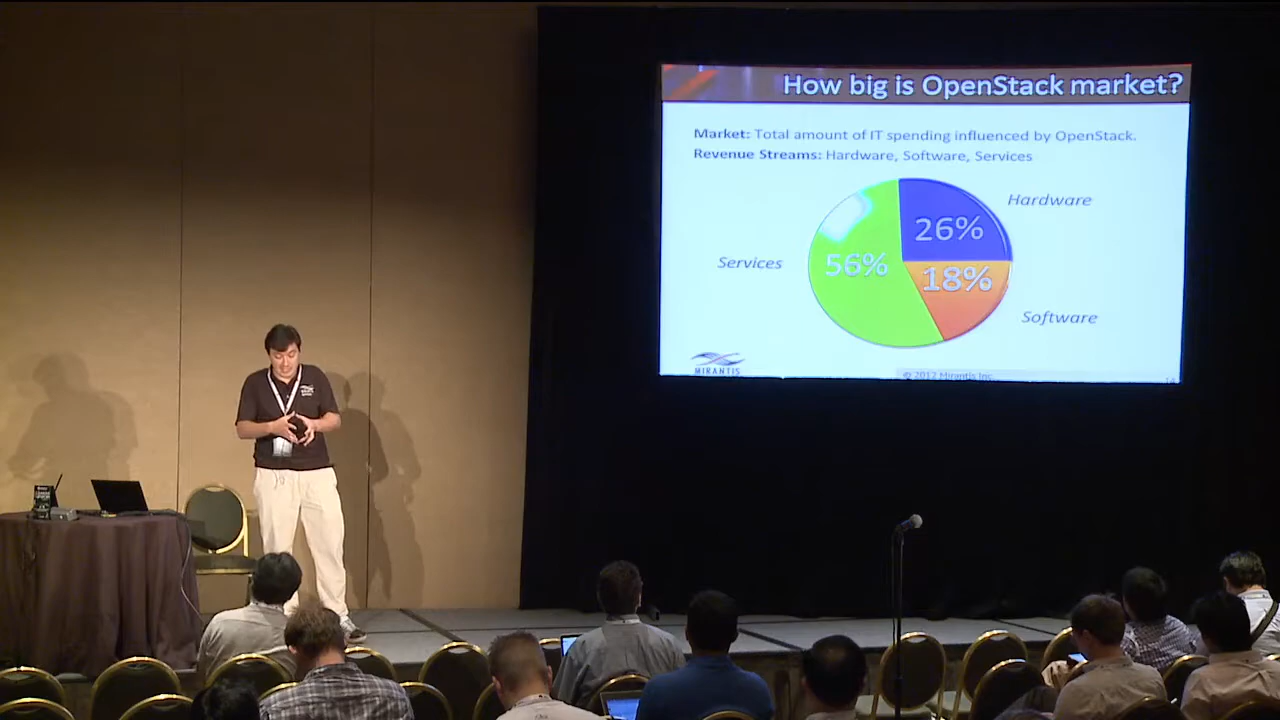 How big is OpenStack market?
Market: Total amount of IT spending influenced by OpenStack.
Revenue Streams: Hardware, Software, Services
Hardware
26%
Services
56%
18%
Software
MIRANTIS
© 2012 Mirantis Inc.